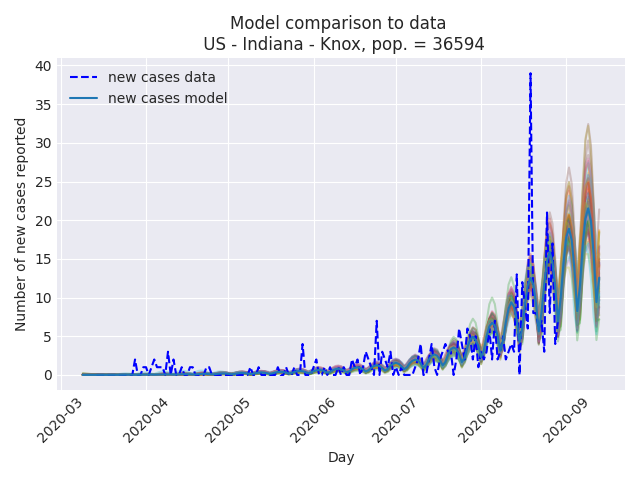 Model comparison to data
US - Indiana - Knox, pop. = 36594
new cases data
new cases model
Number of new cases reported
40
35
30
25
20
15
10
5
0
2020-03
2020-04
2020-05
2020-06
2020-07
2020-08
2020-09
Day